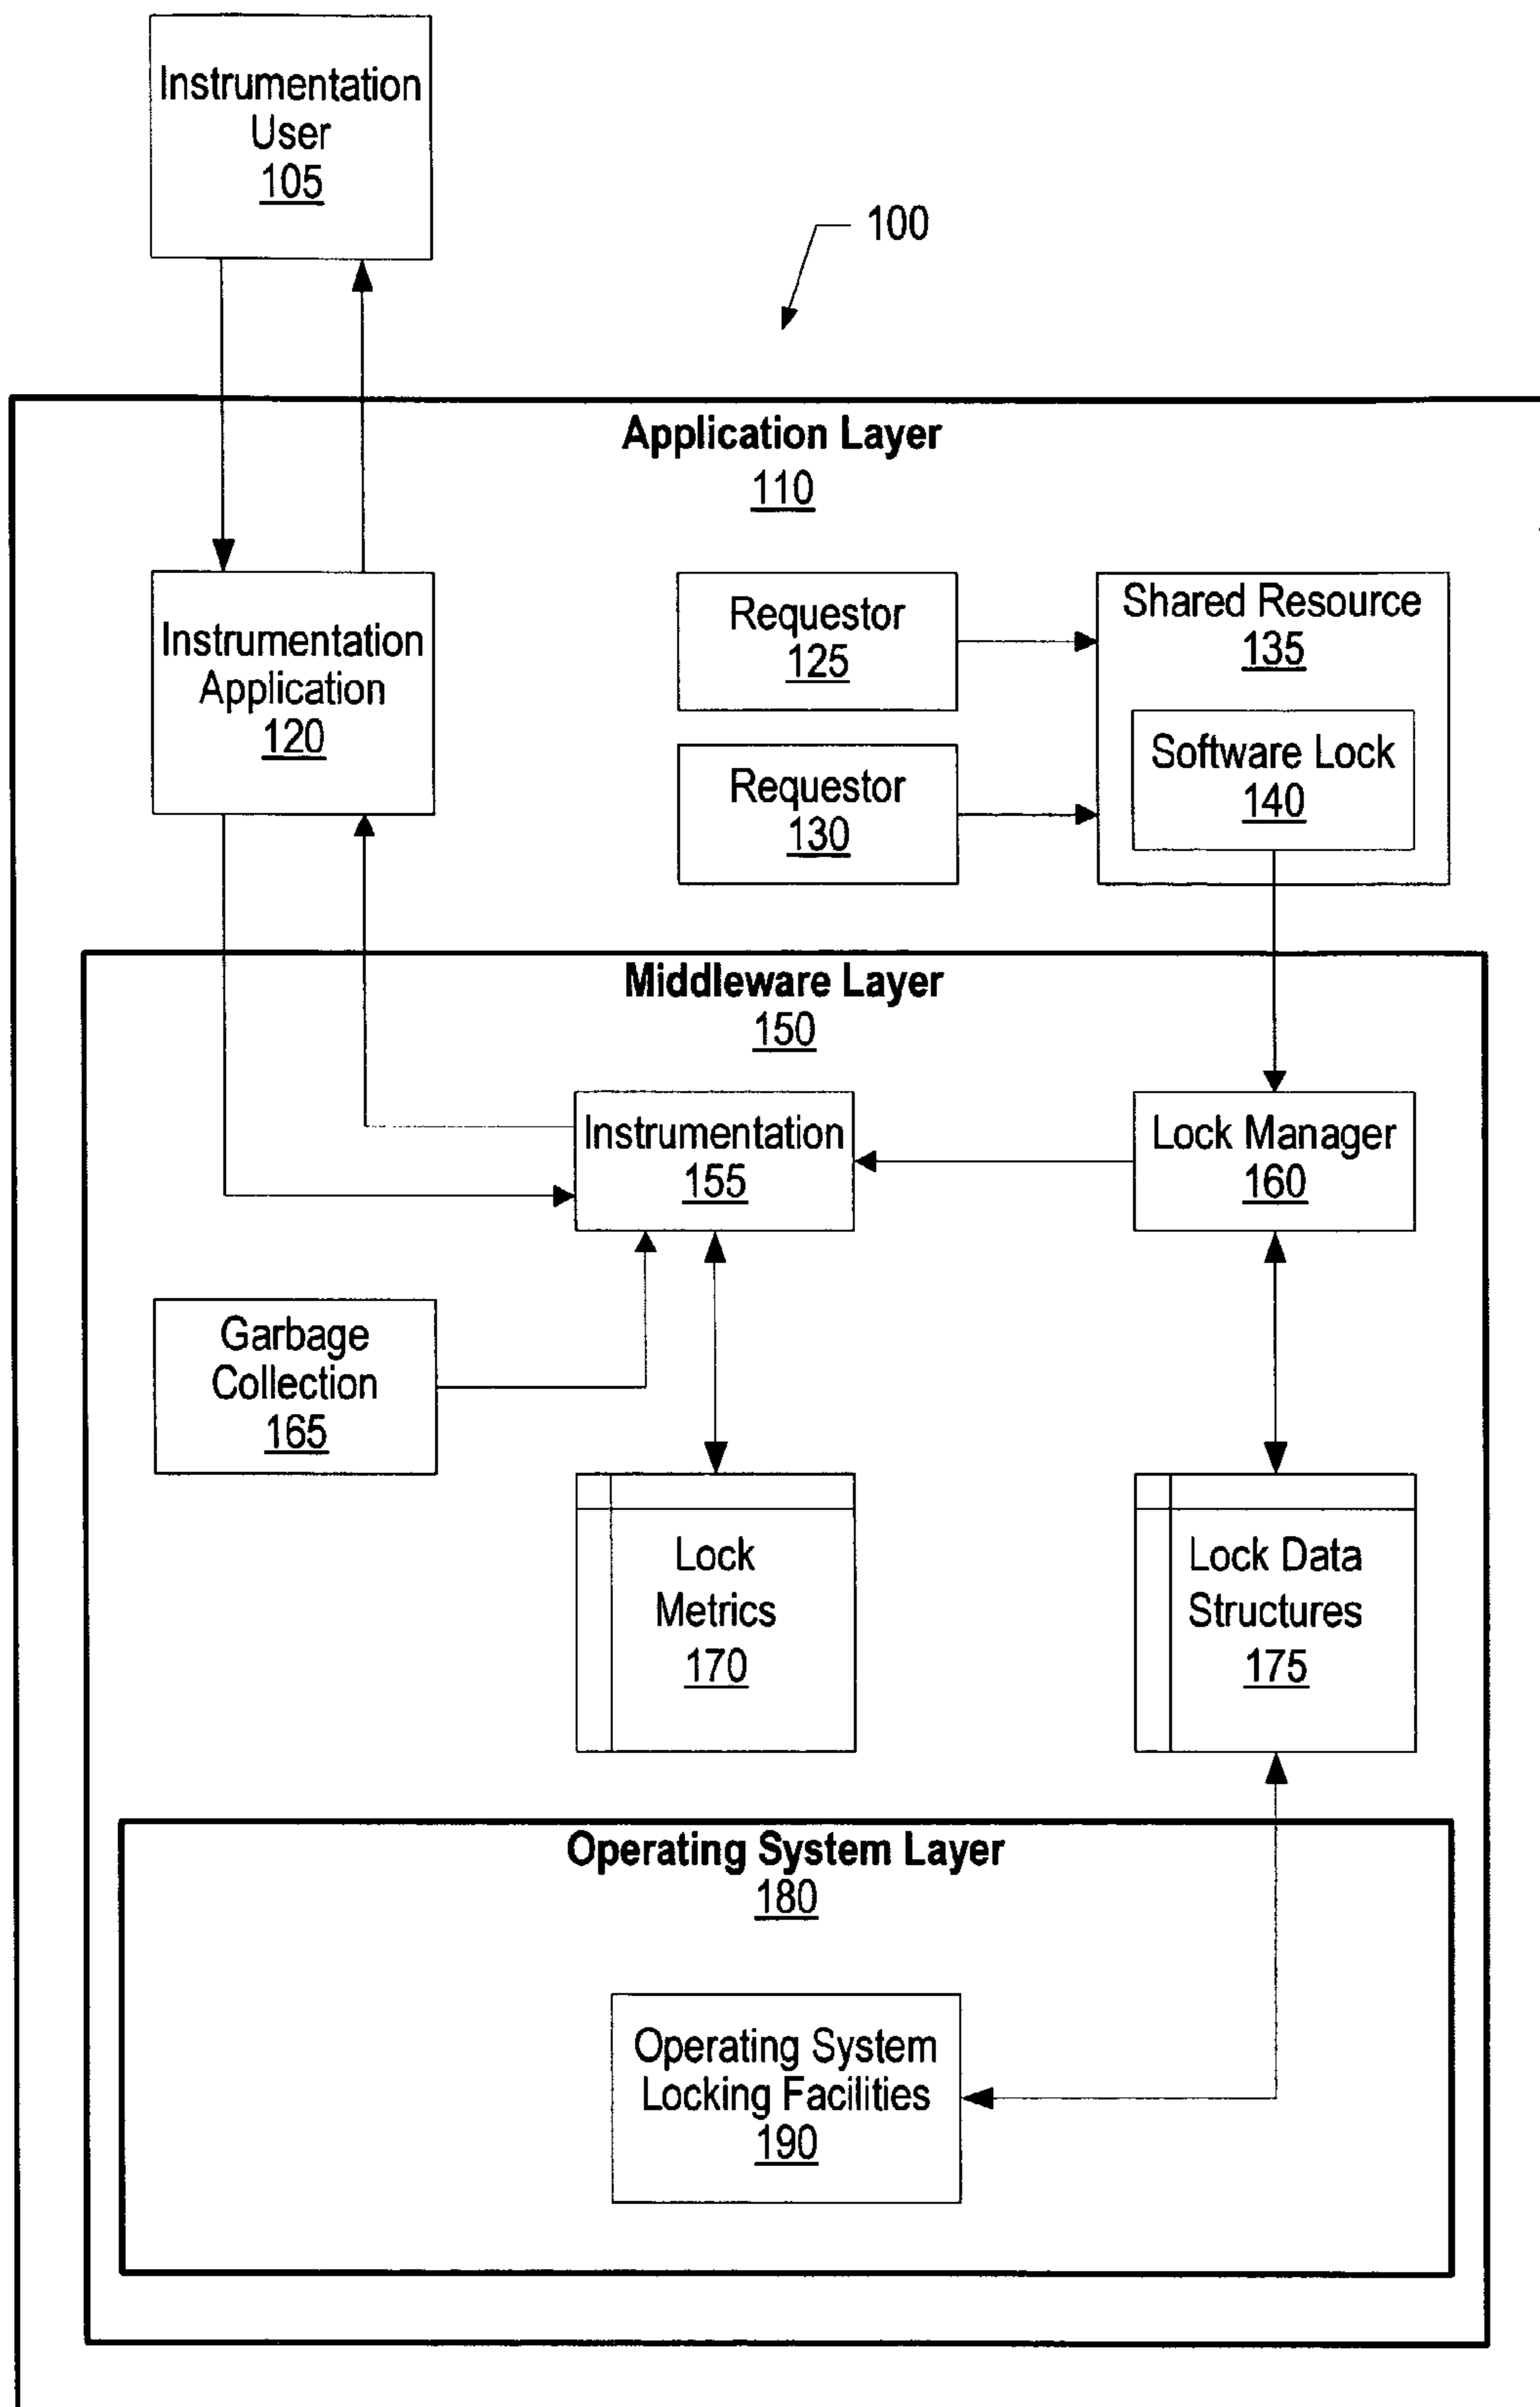 Instrumentation
User
105
100
Application Layer
110
Instrumentation
Application
120
Requestor
125
Requestor
130
Shared Resource
135
Software Lock
140
Middleware Layer
150
Instrumentation
155
Lock Manager
160
Garbage
Collection
165
Lock
Metrics
170
Lock Data
Structures
175
Operating System Layer
180
Operating System
Locking Facilities
190